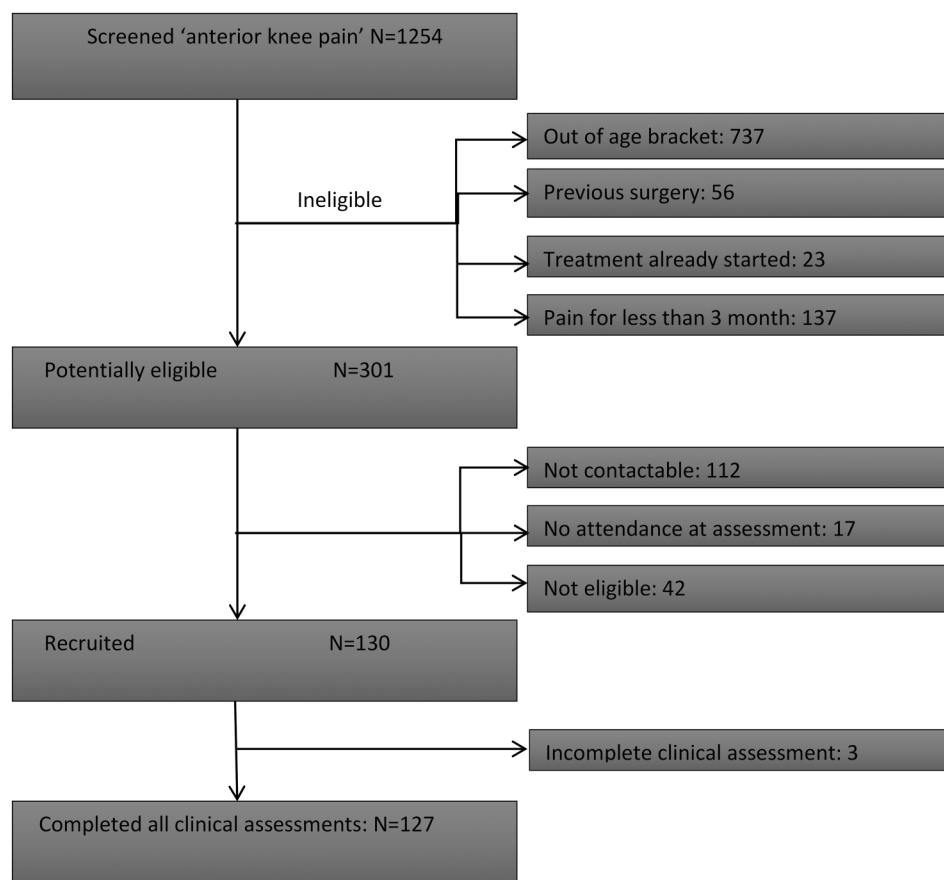 Screened ‘anterior knee pain’ N=1254
Out of age bracket: 737
Previous surgery: 56
Ineligible
Treatment already started: 23
Pain for less than 3 month: 137
Potentially eligible N=301
Not contactable: 112
No attendance at assessment: 17
Not eligible: 42
Recruited N=130
Incomplete clinical assessment: 3
Completed all clinical assessments: N=127